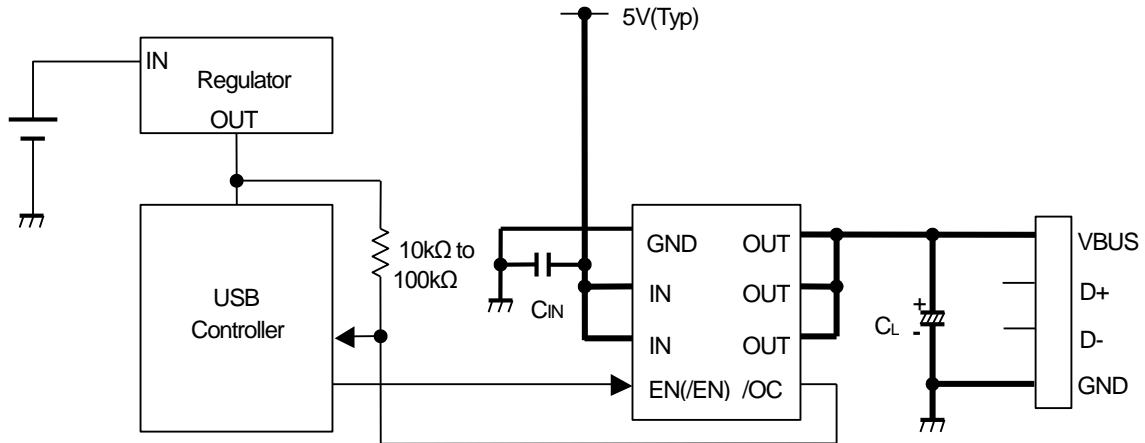 5V(Typ)
IN
Regulator
OUT
10kΩ to
100kΩ
USB
Controller
CIN
GND OUT
IN OUT
IN OUT
EN(/EN) /OC
+
CL
-
VBUS
D+
D-
GND